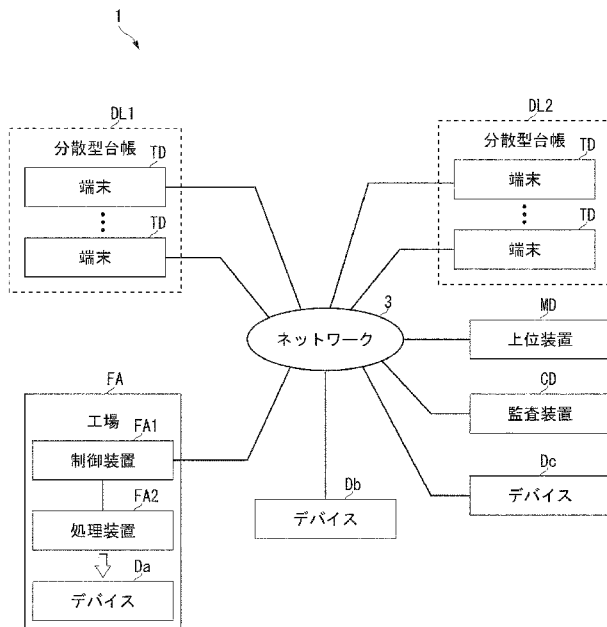 1
DL1
分散型台帳
TD
端末
TD
端末
DL2
分散型台帳
TD
端末
TD
端末
3
ネットワーク
MD
上位装置
CD
監査装置
Dc
デバイス
Db
デバイス
FA
工場
FA1
制御装置
FA2
処理装置
Da
デバイス